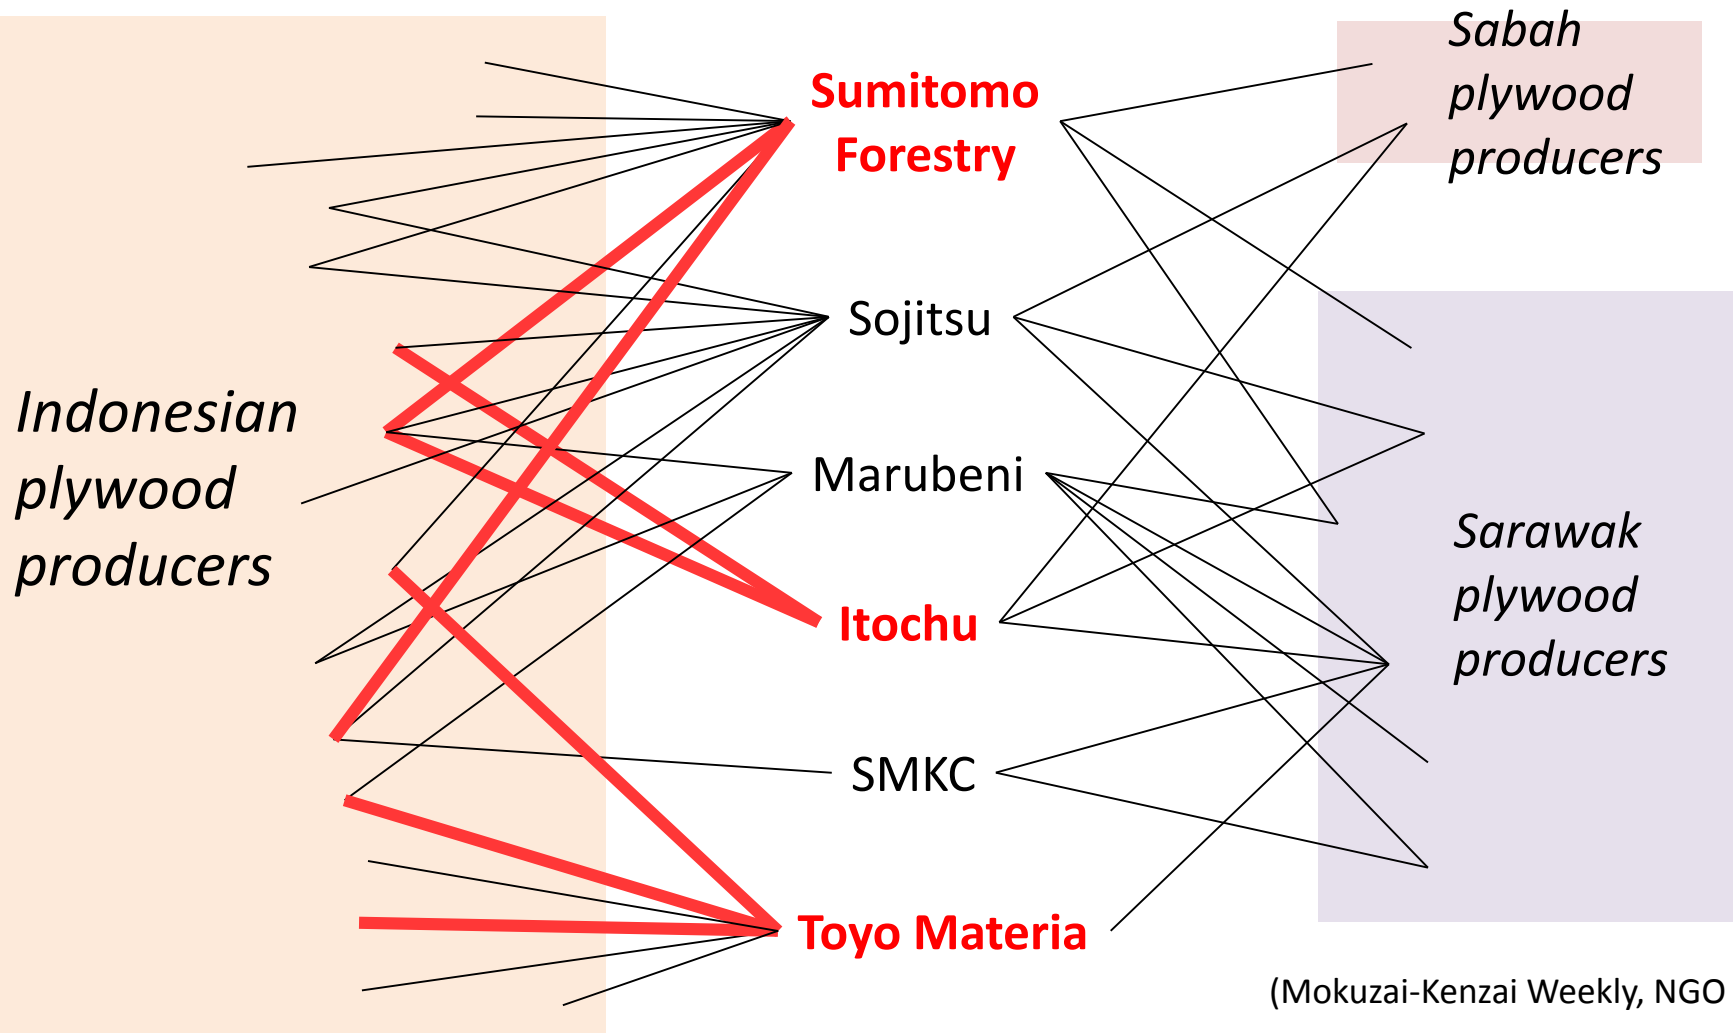 Indonesian
plywood
producers
Sumitomo
Forestry
Sojitsu
Marubeni
Itochu
SMKC
Toyo Materia
Sabah
plywood
producers
Sarawak
plywood
producers
(Mokuzai-Kenzai Weekly, NGO